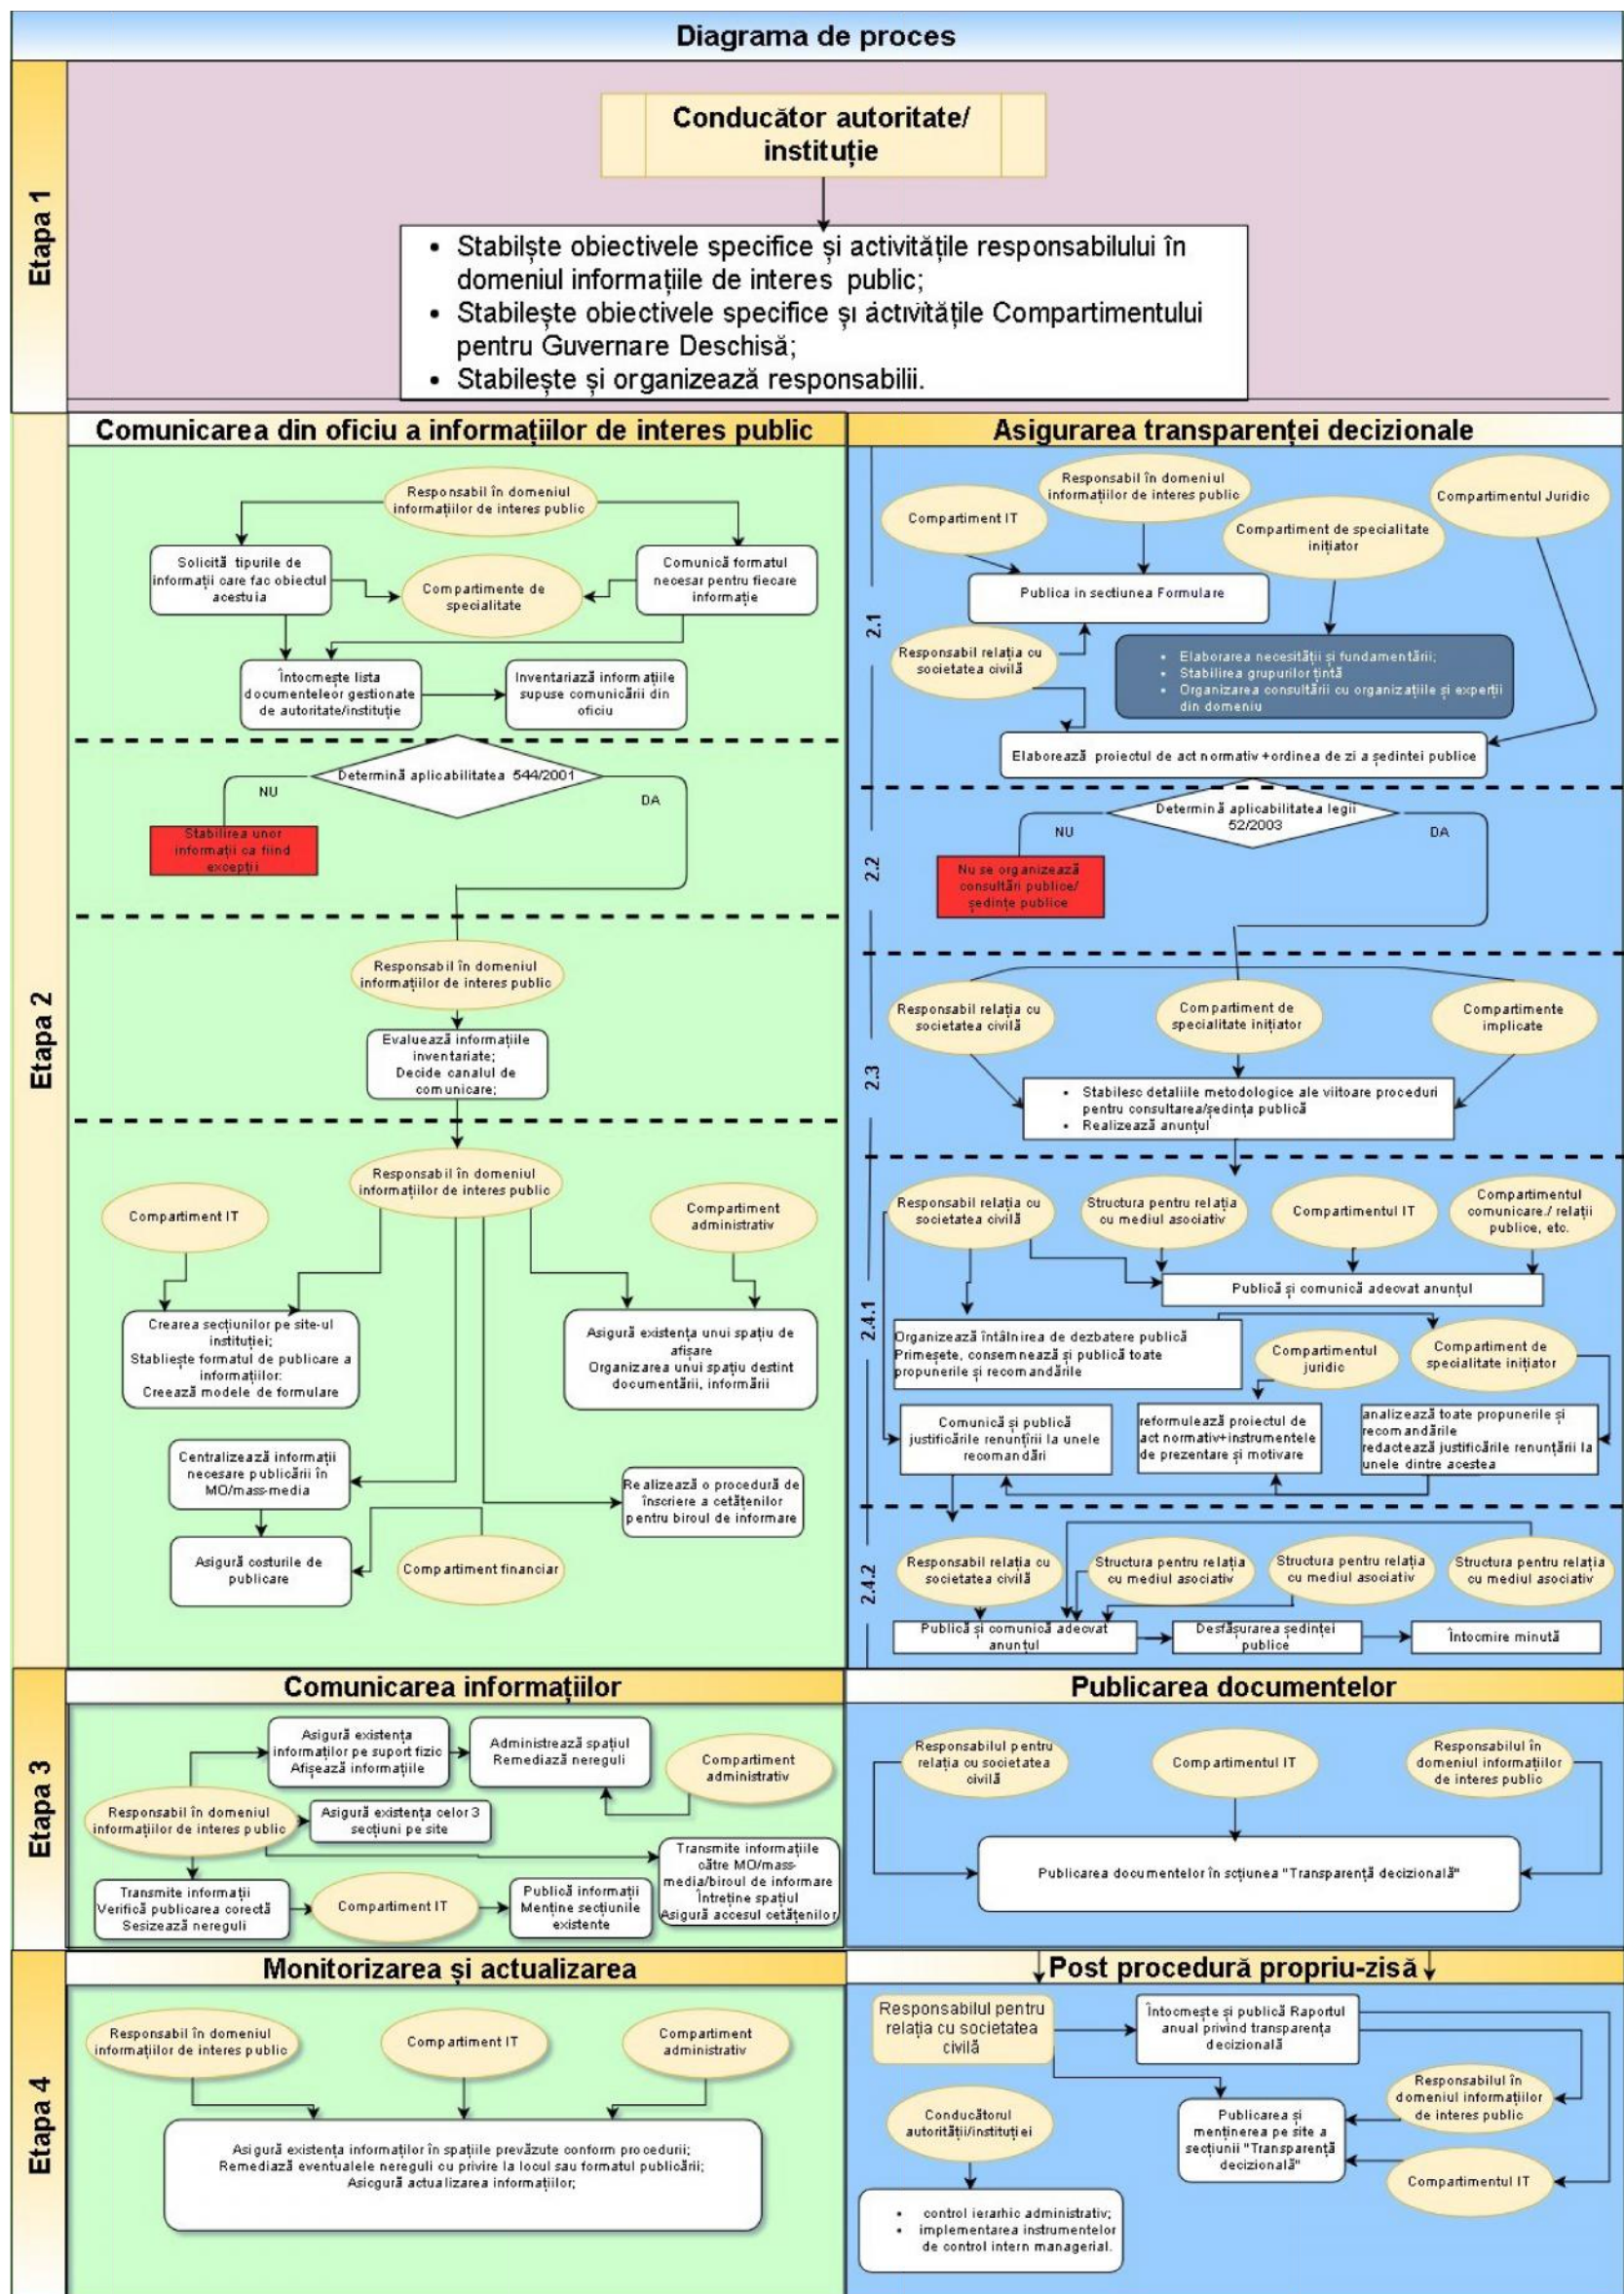 Diagrama de proces
Etapa 1
Conducător autoritate/
instituție
• Stabilște obiectivele specifice și activitățile responsabilului în
domeniul informațiile de interes public;
• Stabilește obiectivele specifice și activitățile Compartimentului
pentru Guvernare Deschisă;
• Stabilește și organizează responsabilii.
Etapa 2
Comunicarea din oficiu a informațiilor de interes public
Responsabil în domeniul
informațiilor de interes public
Solicită tipurile de
informații care fac obiectul
acestuia
Compartimente de
specialitate
Comunică formatul
necesar pentru fiecare
informație
Întocmește lista
documenteleor gestionate
de autoritate/instituție
Inventariază informațiile
supuse comunicării din
oficiu
Determină aplicabilitatea 544/2001
NU
DA
Stabilirea unor
informații ca fiind
excepții
Responsabil în domeniul
informațiilor de interes public
Evaluează informațiile
inventariate;
Decide canalul de
comunicare;
Responsabil în domeniul
informațiilor de interes public
Compartiment IT
Compartiment
administrativ
Crearea secțiunilor pe site-ul
instituției;
Stabliește formatul de publicare a
informațiilor:
Creează modele de formulare
Asigură existența unui spațiu de
afișare
Organizarea unui spațiu destint
documentării, informării
Centralizează informații
necesare publicării în
MO/mass-media
Realizează o procedură de
înscriere a cetățenilor
pentru biroul de informare
Asigură costurile de
publicare
Compartiment financiar
Asigurarea transparenței decizionale
2.1
Compartiment IT
Responsabil în domeniul
informațiilor de interes public
Compartiment de specialitate
inițiator
Compartimentul Juridic
Publica in sectiunea Formulare
Responsabil relația cu
societatea civilă
• Elaborarea necesității și fundamentării;
• Stabilirea grupurilor țintă
• Organizarea consultării cu organizațiile și experții
din domeniu
Elaborează proiectul de act normativ+ordinea de zi a ședintei publice
2.2
Determină aplicabilitatea legii
52/2003
NU
DA
Nu se organizează
consultări publice/
ședințe publice
2.3
Responsabil relația cu
societatea civilă
Compartiment de
specialitate inițiator
Compartimente
implicate
• Stabilesc detaliile metodologice ale viitoare proceduri
pentru consultarea/ședința publică
• Realizează anunțul
2.4.1
Responsabil relația cu
societatea civilă
Structura pentru relația
cu mediul asociativ
Compartimentul IT
Compartimentul
comunicare./ relații
publice, etc.
Publică și comunică adecvat anunțul
Organizează întâlnirea de dezbatere publică
Primeșete, consemnează și publică toate
propunerile și recomandările
Compartimentul
juridic
Compartiment de
specialitate inițiator
Comunică și publică
justificările renunțîrii la unele
recomandări
reformulează proiectul de
act normativ+instrumentele
de prezentare și motivare
analizează toate propunerile și
recomandările
redactează justificările renunțării la
unele dintre acestea
2.4.2
Responsabil relația cu
societatea civilă
Structura pentru relația
cu mediul asociativ
Structura pentru relația
cu mediul asociativ
Structura pentru relația
cu mediul asociativ
Publică și comunică adecvat
anunțul
Desfășurarea ședinței
publice
Întocmire minută
Etapa 3
Comunicarea informațiilor
Asigură existența
informațiilor pe suport fizic
Afișează informațiile
Administrează spațiul
Remediază nereguli
Compartiment
administrativ
Responsabil în domeniul
informațiilor de interes public
Asigură existența celor 3
secțiuni pe site
Transmite informațiile
către MO/mass-
media/biroul de informare
Întreține spațiul
Asigură accesul cetățenilor
Transmite informații
Verifică publicarea corectă
Sesizează nereguli
Compartiment IT
Publică informații
Menține secțiunile
existente
Publicarea documentelor
Responsabilul pentru
relația cu societatea
civilă
Compartimentul IT
Responsabilul în
domeniul informațiilor
de interes public
Publicarea documentelor în scțiunea "Transparență decizională"
Etapa 4
Monitorizarea și actualizarea
Responsabil în domeniul
informațiilor de interes public
Compartiment IT
Compartiment
administrativ
Asigură existența informațiilor în spațiile prevăzute conform procedurii;
Remediază eventualele nereguli cu privire la locul sau formatul publicării;
Asicgură actualizarea informațiilor;
Post procedură propriu-zisă
Responsabilul pentru
relația cu societatea
civilă
Întocmește și publică Raportul
anual privind transparența
decizională
Responsabilul în
domeniul informațiilor
de interes public
Conducătorul
autorității/instituției
Publicarea și
menținerea pe site a
secțiunii "Transparență
decizională"
Compartimentul IT
• control ierarhic administrativ;
• implementarea instrumentelor
de control intern managerial.